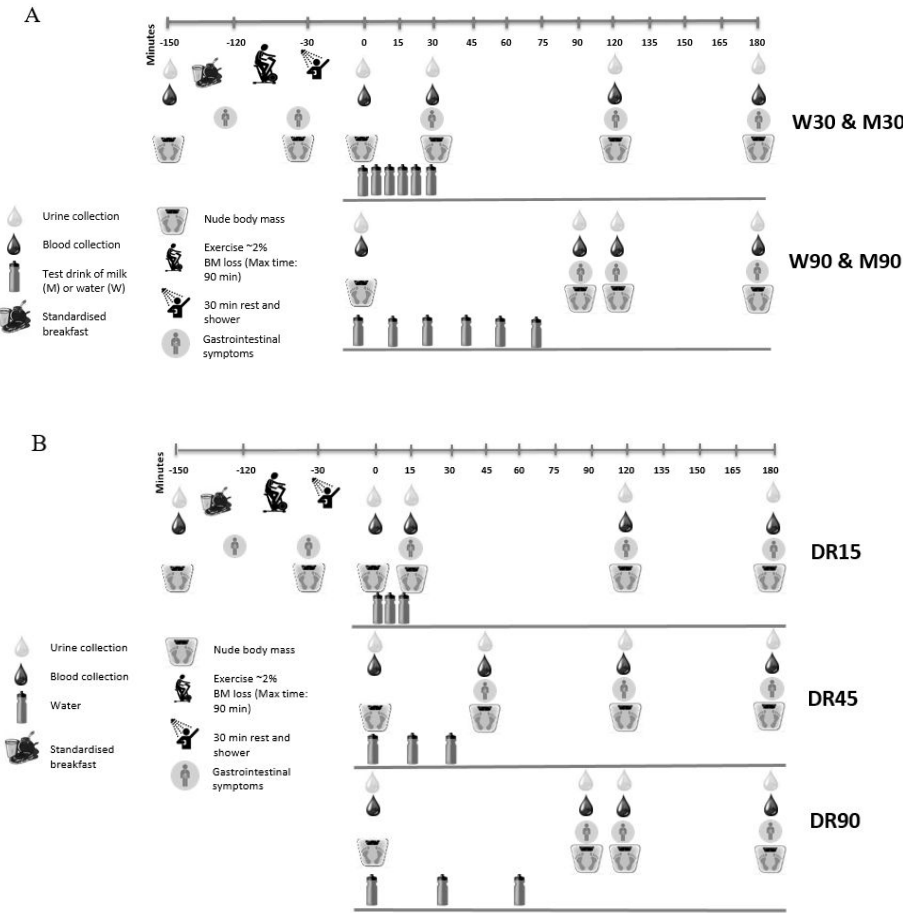 A
Minutes
-150 -120 -30 0 15 30 45 60 75 90 105 120 135 145 165 180
W30 & M30
Urine collection
Blood collection
Test drink of milk
(M) or water (W)
Standardised
breakfast
Nude body mass
Exercise ~2%
BM loss (Max time:
90 min)
30 min rest and
shower
Gastrointestinal
symptoms
W90 & M90
B
Minutes
-150 -120 -30 0 15 30 45 60 75 90 105 120 135 145 165 180
DR15
Urine collection
Blood collection
Water
Standardised
breakfast
Nude body mass
Exercise ~2%
BM loss (Max time:
90 min)
30 min rest and
shower
Gastrointestinal
symptoms
DR45
DR90